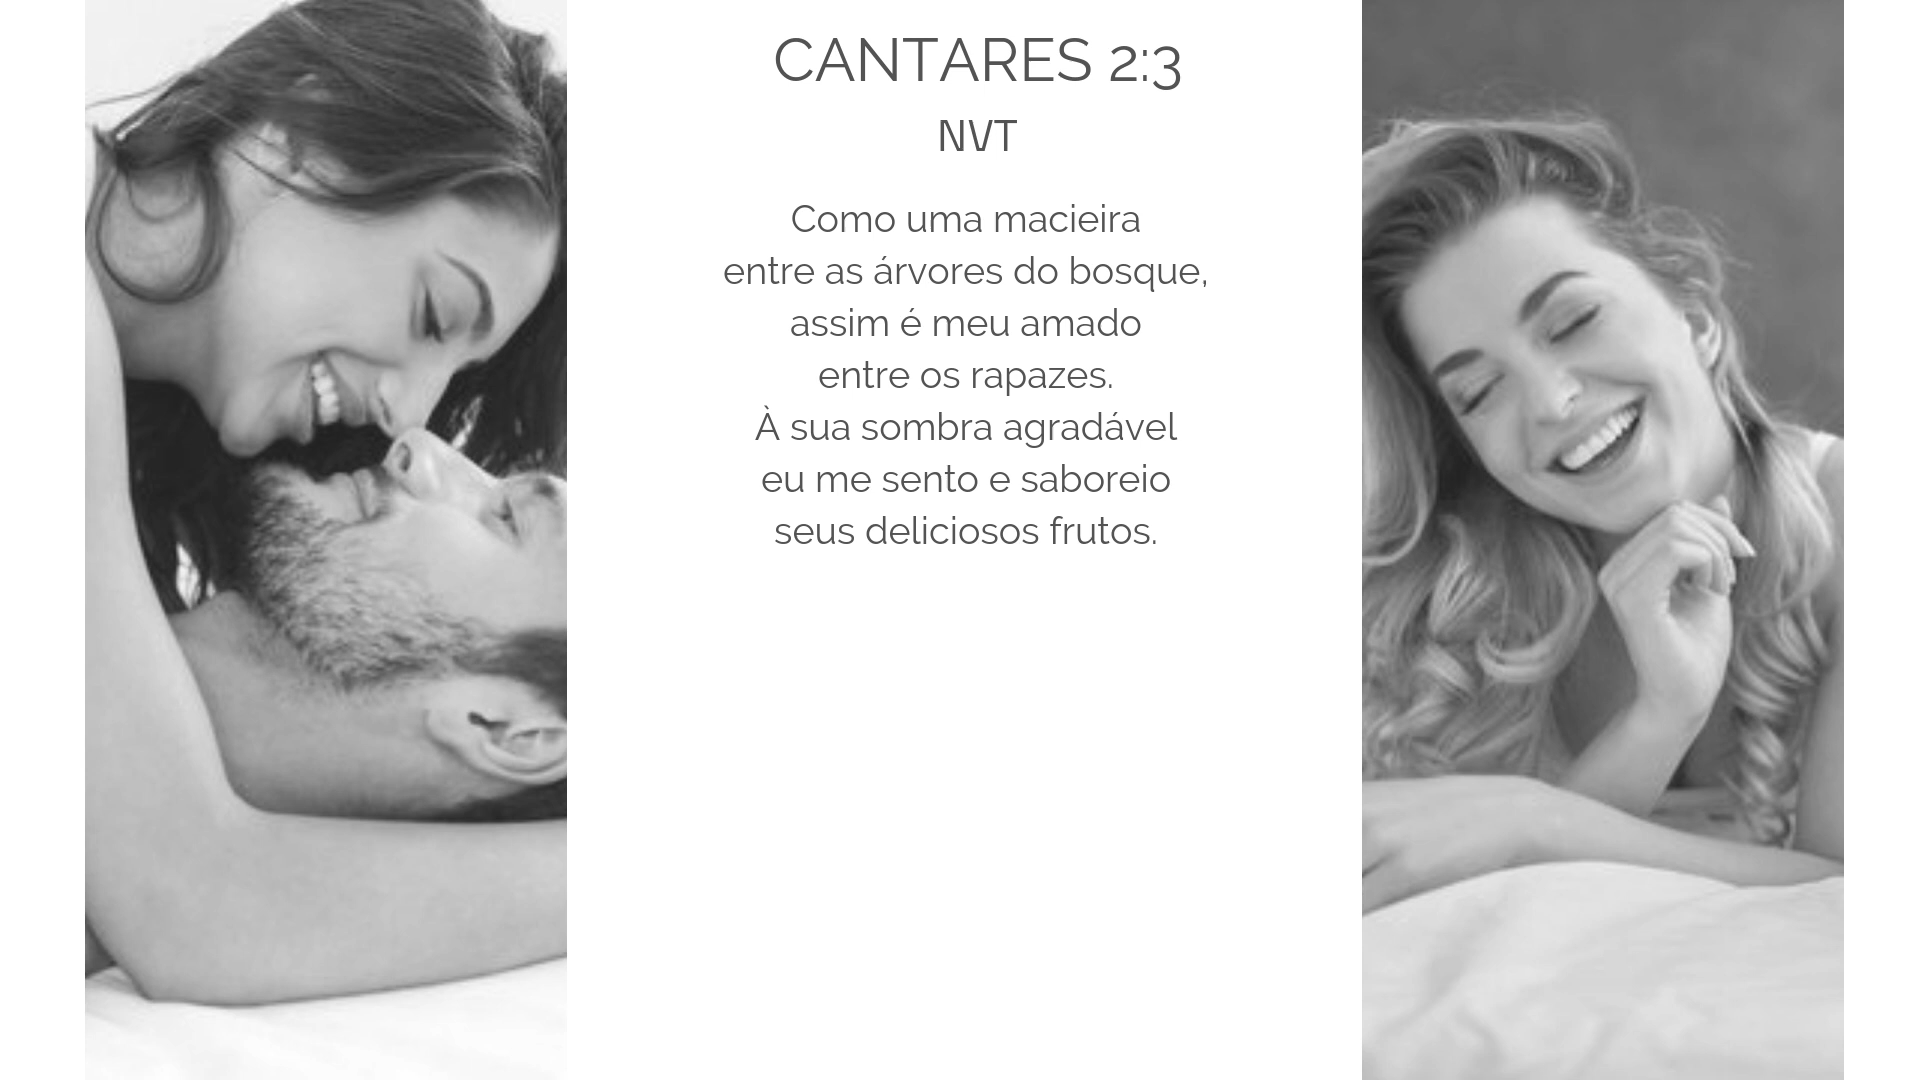 CANTARES 2:3
NVT
Como uma macieira
entre as árvores do bosque,
assim é meu amado
entre os rapazes.
À sua sombra agradável
eu me sento e saboreio
seus deliciosos frutos.